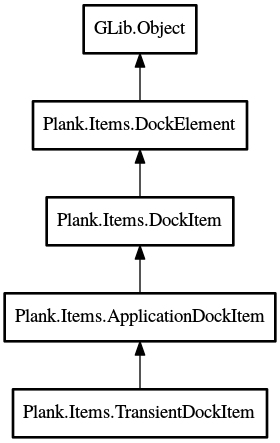 GLib.Object
Plank.Items.DockElement
Plank.Items.DockItem
Plank.Items.ApplicationDockItem
Plank.Items.TransientDockItem